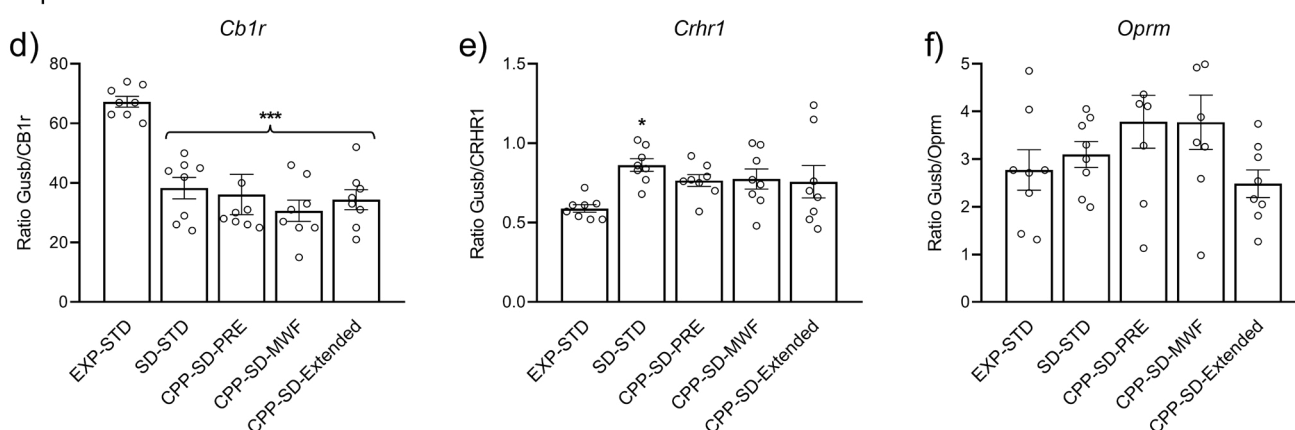 d)
Cb1r
Ratio Gusb/CB1r
80
60
40
20
0
***
EXP-STD
SD-STD
CPP-SD-PRE
CPP-SD-MWF
CPP-SD-Extended
e)
Crhr1
Ratio Gusb/CRHR1
1.5
1.0
0.5
0.0
*
EXP-STD
SD-STD
CPP-SD-PRE
CPP-SD-MWF
CPP-SD-Extended
f)
Oprm
Ratio Gusb/Oprm
5
4
3
2
1
0
EXP-STD
SD-STD
CPP-SD-PRE
CPP-SD-MWF
CPP-SD-Extended